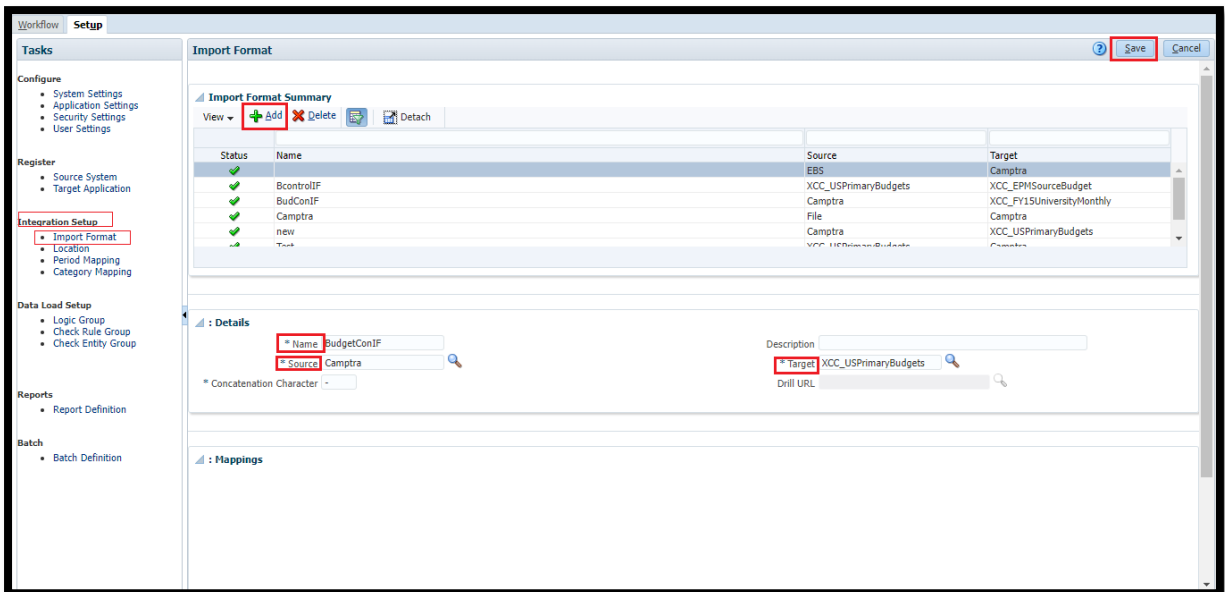 Workflow Setup
Tasks
Configure
System Settings
Application Settings
Security Settings
User Settings
Register
Source System
Target Application
Integration Setup
Import Format
Location
Period Mapping
Category Mapping
Data Load Setup
Logic Group
Check Rule Group
Check Entity Group
Reports
Report Definition
Batch
Batch Definition
Import Format ? Save Cancel
Import Format Summary
View Add Delete Detach
Status Name Source Target
EBS Camptra
BcontrolIF XCC_USPrimaryBudgets XCC_EPMSourceBudget
BudConIF Camptra XCC_FY15UniversityMonthly
Camptra File Camptra
new Camptra XCC_USPrimaryBudgets
Test XCC_USPrimaryBudgets Camptra
: Details
* Name BudgetConIF Description
* Source Camptra * Target XCC_USPrimaryBudgets
* Concatenation Character - Drill URL
: Mappings